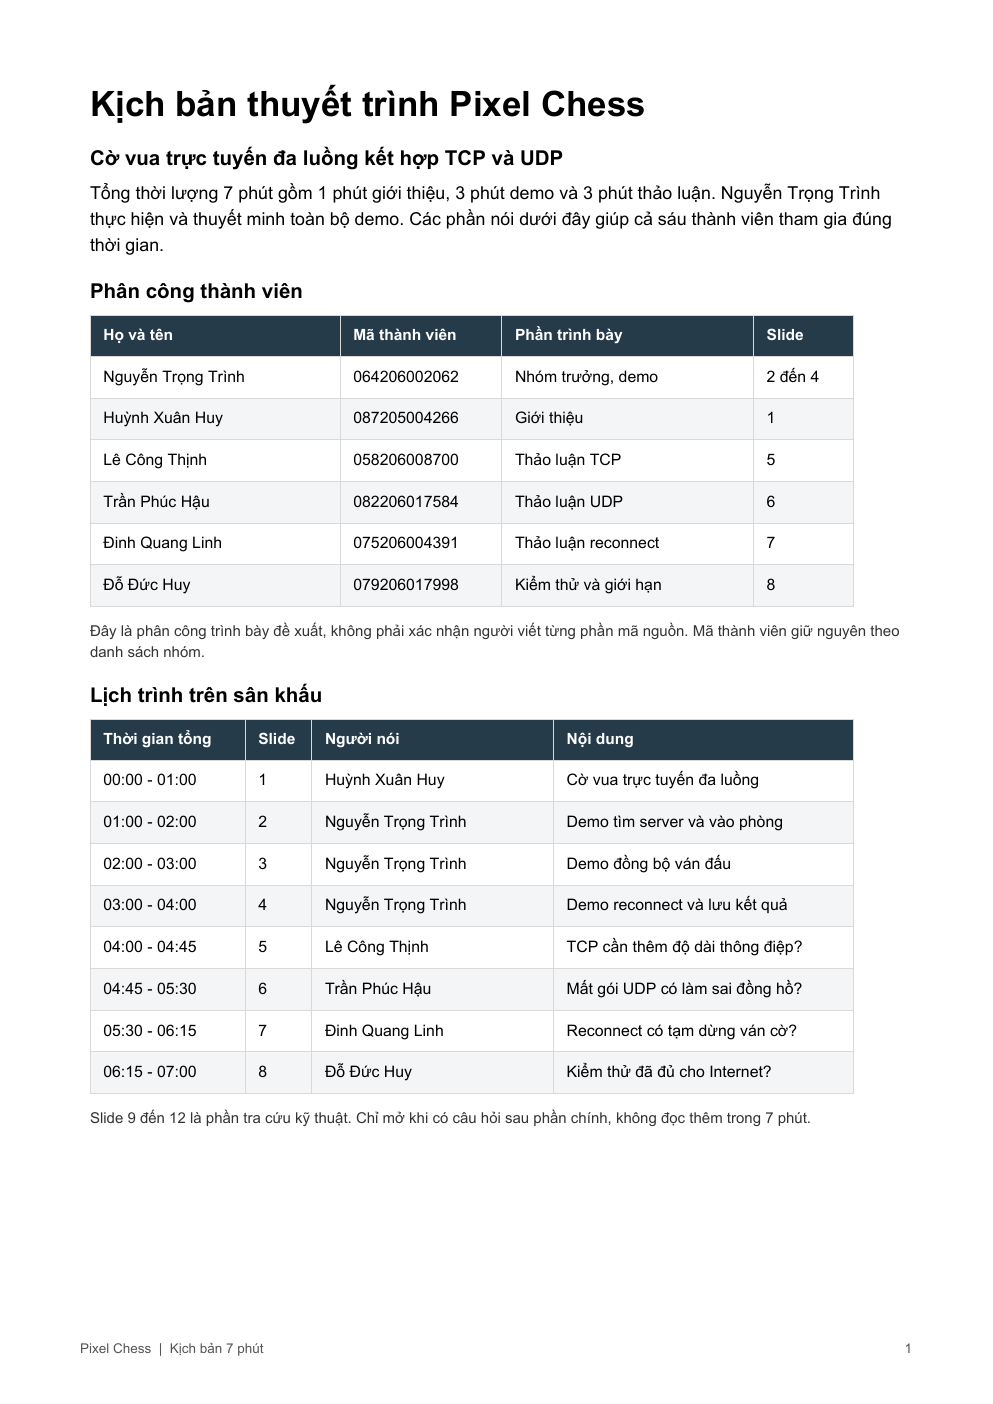 Kịch bản thuyết trình Pixel Chess
Cờ vua trực tuyến đa luồng kết hợp TCP và UDP
Tổng thời lượng 7 phút gồm 1 phút giới thiệu, 3 phút demo và 3 phút thảo luận. Nguyễn Trọng Trình
thực hiện và thuyết minh toàn bộ demo. Các phần nói dưới đây giúp cả sáu thành viên tham gia đúng
thời gian.
Phân công thành viên
Họ và tên Mã thành viên Phần trình bày Slide
Nguyễn Trọng Trình 064206002062 Nhóm trưởng, demo 2 đến 4
Huỳnh Xuân Huy 087205004266 Giới thiệu 1
Lê Công Thịnh 058206008700 Thảo luận TCP 5
Trần Phúc Hậu 082206017584 Thảo luận UDP 6
Đinh Quang Linh 075206004391 Thảo luận reconnect 7
Đỗ Đức Huy 079206017998 Kiểm thử và giới hạn 8
Đây là phân công trình bày đề xuất, không phải xác nhận người viết từng phần mã nguồn. Mã thành viên giữ nguyên theo
danh sách nhóm.
Lịch trình trên sân khấu
Thời gian tổng Slide Người nói Nội dung
00:00 - 01:00 1 Huỳnh Xuân Huy Cờ vua trực tuyến đa luồng
01:00 - 02:00 2 Nguyễn Trọng Trình Demo tìm server và vào phòng
02:00 - 03:00 3 Nguyễn Trọng Trình Demo đồng bộ ván đấu
03:00 - 04:00 4 Nguyễn Trọng Trình Demo reconnect và lưu kết quả
04:00 - 04:45 5 Lê Công Thịnh TCP cần thêm độ dài thông điệp?
04:45 - 05:30 6 Trần Phúc Hậu Mất gói UDP có làm sai đồng hồ?
05:30 - 06:15 7 Đinh Quang Linh Reconnect có tạm dừng ván cờ?
06:15 - 07:00 8 Đỗ Đức Huy Kiểm thử đã đủ cho Internet?
Slide 9 đến 12 là phần tra cứu kỹ thuật. Chỉ mở khi có câu hỏi sau phần chính, không đọc thêm trong 7 phút.
Pixel Chess | Kịch bản 7 phút 1